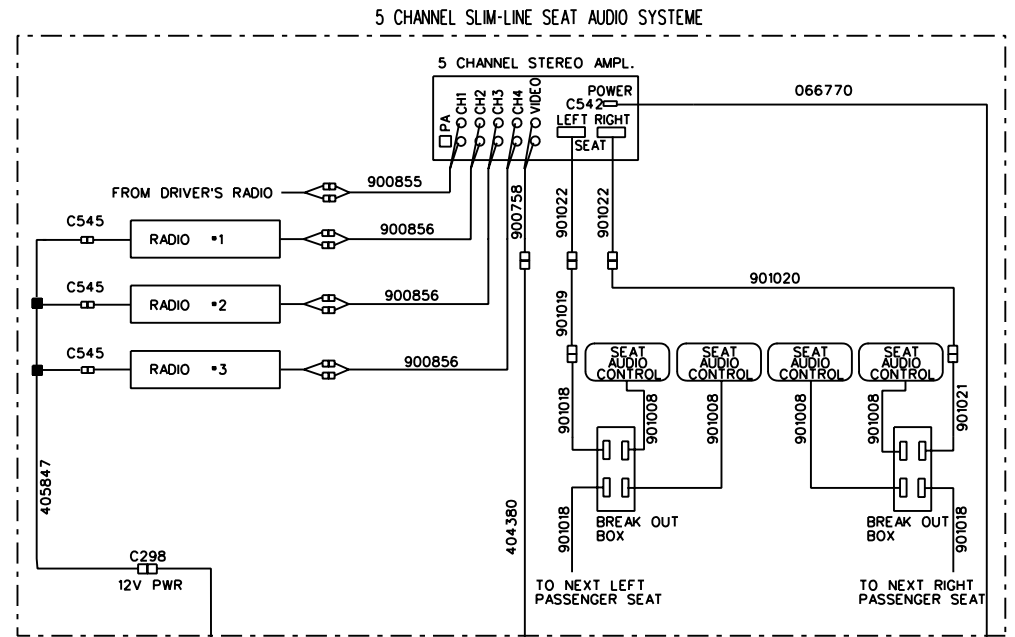 5 CHANNEL SLIM-LINE SEAT AUDIO SYSTEME
5 CHANNEL STEREO AMPL.
PA
CH1
CH2
CH3
CH4
VIDEO
POWER
C542
LEFT RIGHT
SEAT
066770
FROM DRIVER'S RADIO
900855
C545
RADIO #1
900856
C545
RADIO #2
900856
C545
RADIO #3
900856
900758
901022
901022
901020
901019
SEAT AUDIO CONTROL
SEAT AUDIO CONTROL
SEAT AUDIO CONTROL
SEAT AUDIO CONTROL
901018
901008
901008
901008
901008
901021
405847
404380
901018
BREAK OUT
BOX
BREAK OUT
BOX
901018
C298
12V PWR
TO NEXT LEFT
PASSENGER SEAT
TO NEXT RIGHT
PASSENGER SEAT